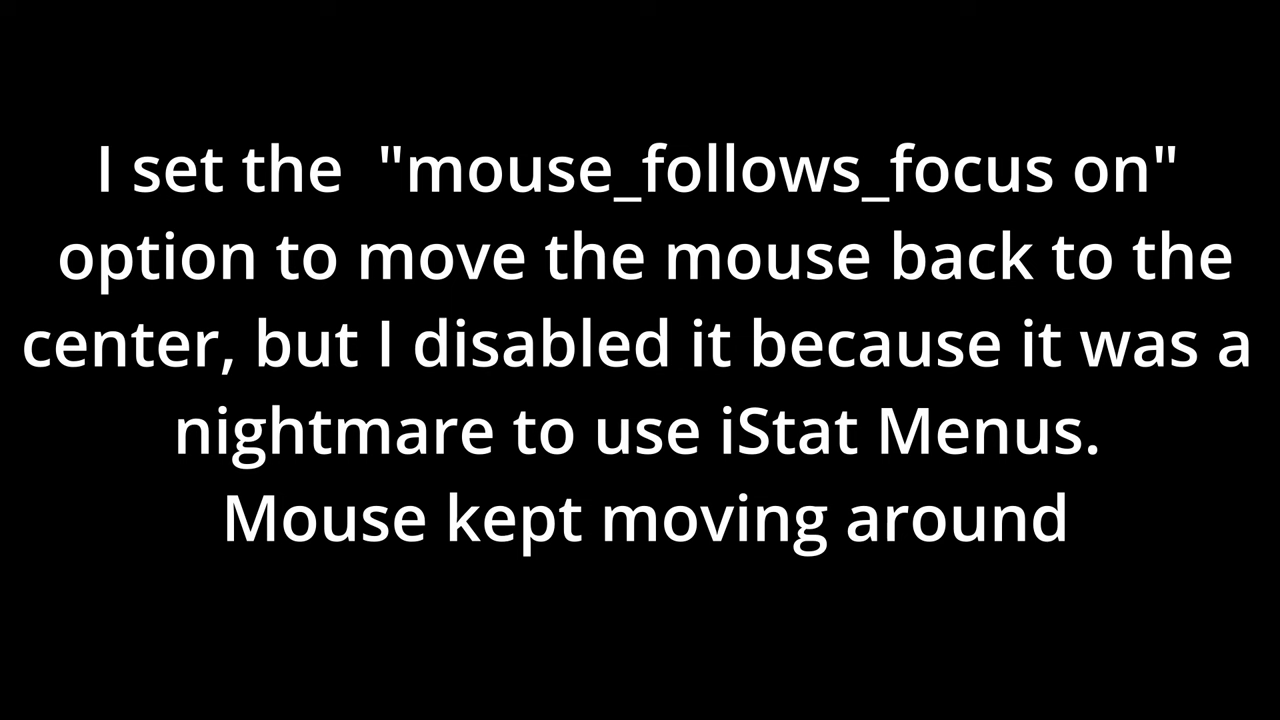 I set the  "mouse_follows_focus on"
option to move the mouse back to the
center, but I disabled it because it was a
nightmare to use iStat Menus.
Mouse kept moving around